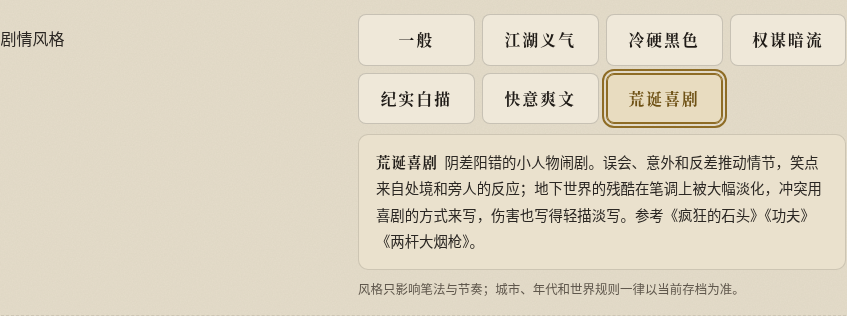 剧情风格
一般
江湖义气
冷硬黑色
权谋暗流
纪实白描
快意爽文
荒诞喜剧
荒诞喜剧 阴差阳错的小人物闹剧。误会、意外和反差推动情节，笑点
来自处境和旁人的反应；地下世界的残酷在笔调上被大幅淡化，冲突用
喜剧的方式来写，伤害也写得轻描淡写。参考《疯狂的石头》《功夫》
《两杆大烟枪》。
风格只影响笔法与节奏；城市、年代和世界规则一律以当前存档为准。